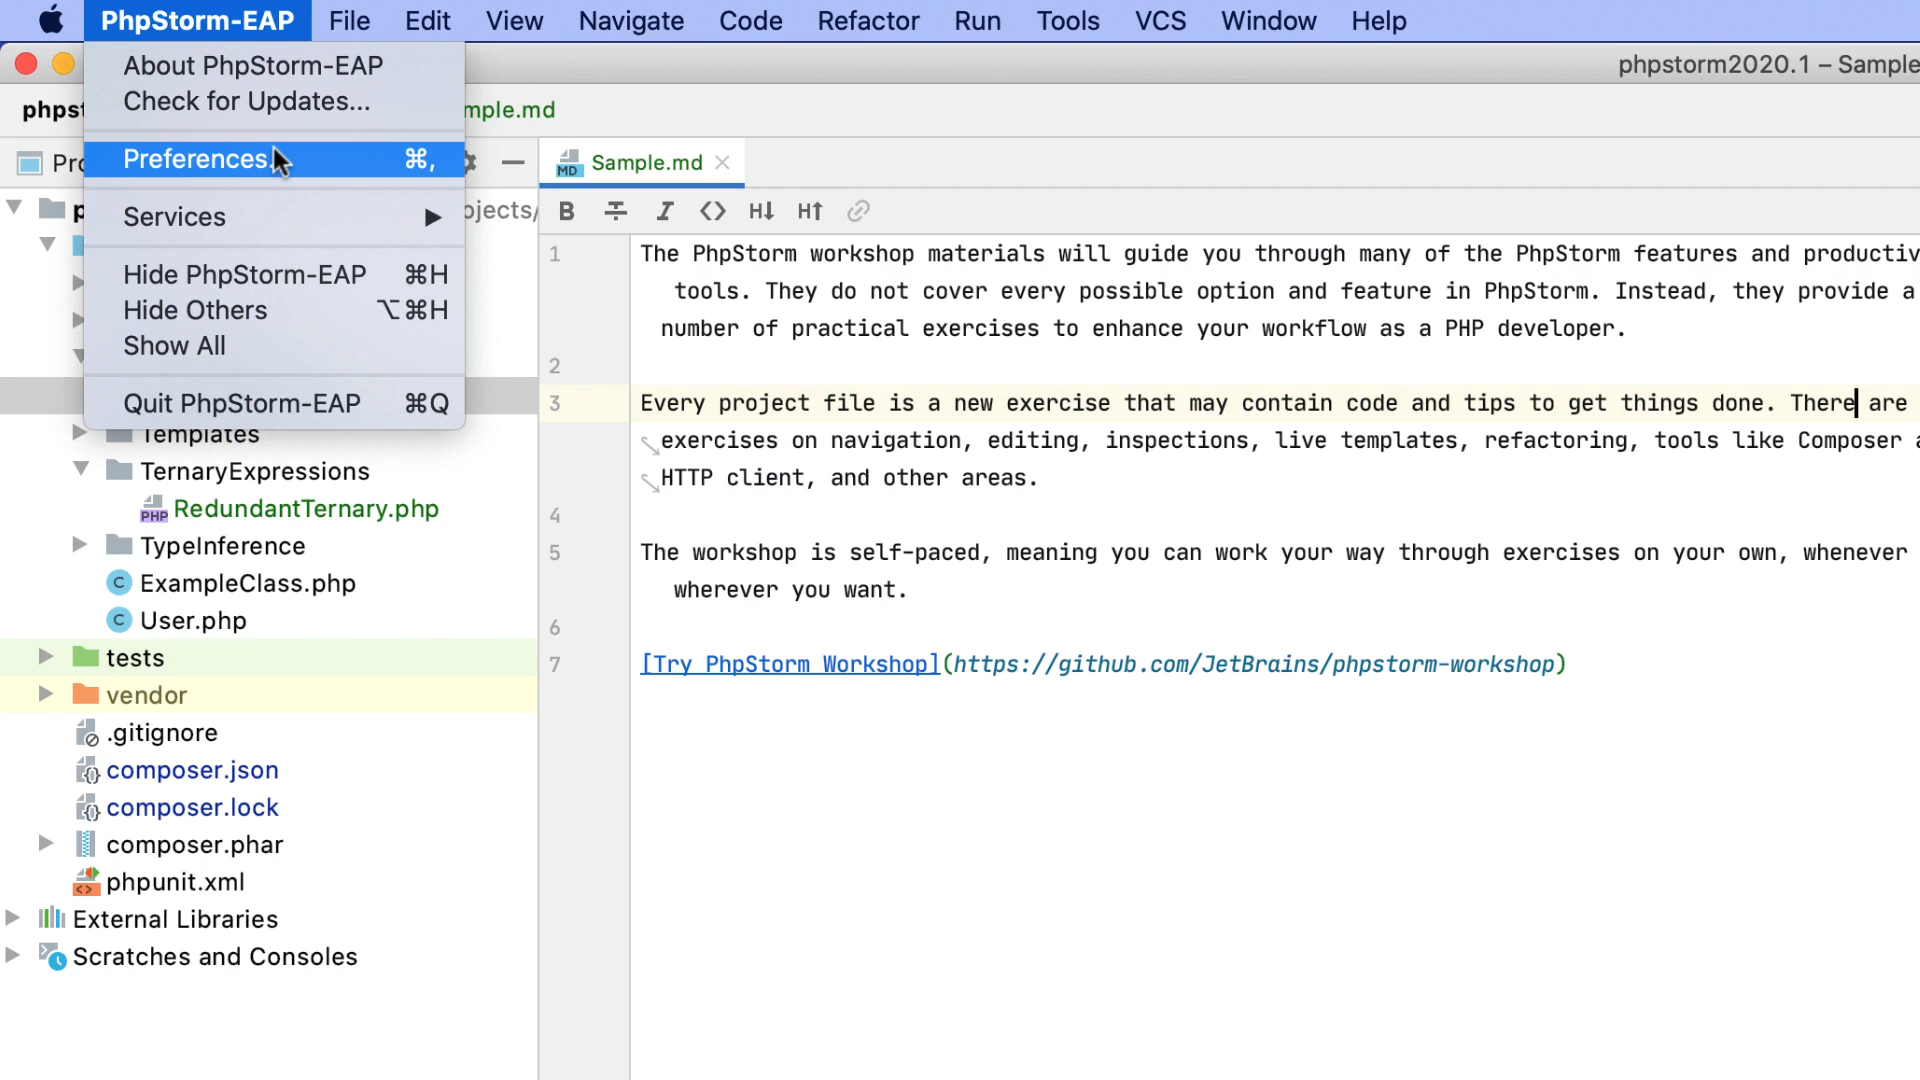 PhpStorm-EAP File Edit View Navigate Code Refactor Run Tools VCS Window Help
phpstorm2020.1 – Sample
About PhpStorm-EAP
Check for Updates...
Preferences ⌘,
Services
Hide PhpStorm-EAP ⌘H
Hide Others ⌥⌘H
Show All
Quit PhpStorm-EAP ⌘Q
Templates
TernaryExpressions
PHP RedundantTernary.php
TypeInference
C ExampleClass.php
C User.php
tests
vendor
.gitignore
composer.json
composer.lock
composer.phar
phpunit.xml
External Libraries
Scratches and Consoles
MD Sample.md
B I <> H↓ H↑
1 The PhpStorm workshop materials will guide you through many of the PhpStorm features and productiv
tools. They do not cover every possible option and feature in PhpStorm. Instead, they provide a
number of practical exercises to enhance your workflow as a PHP developer.
2
3 Every project file is a new exercise that may contain code and tips to get things done. There are
exercises on navigation, editing, inspections, live templates, refactoring, tools like Composer
HTTP client, and other areas.
4
5 The workshop is self-paced, meaning you can work your way through exercises on your own, whenever
wherever you want.
6
7 [Try PhpStorm Workshop](https://github.com/JetBrains/phpstorm-workshop)